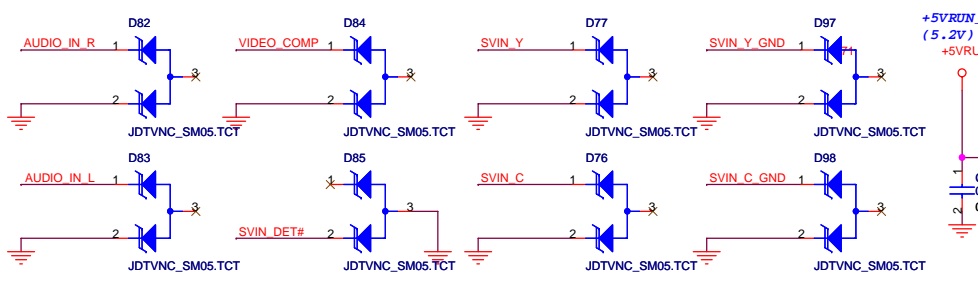 D82 D84 D77 D97 +5VRUN_
(5.2V)
AUDIO_IN_R 1 VIDEO_COMP 1 SVIN_Y 1 SVIN_Y_GND 1 +5VRU
3 3 3 3
2 2 2 2
JDTVNC_SM05.TCT JDTVNC_SM05.TCT JDTVNC_SM05.TCT JDTVNC_SM05.TCT
D83 D85 D76 D98
AUDIO_IN_L 1 1 SVIN_C 1 SVIN_C_GND 1 1 C
3 3 3 3
2 SVIN_DET# 2 2 2 2
JDTVNC_SM05.TCT JDTVNC_SM05.TCT JDTVNC_SM05.TCT JDTVNC_SM05.TCT